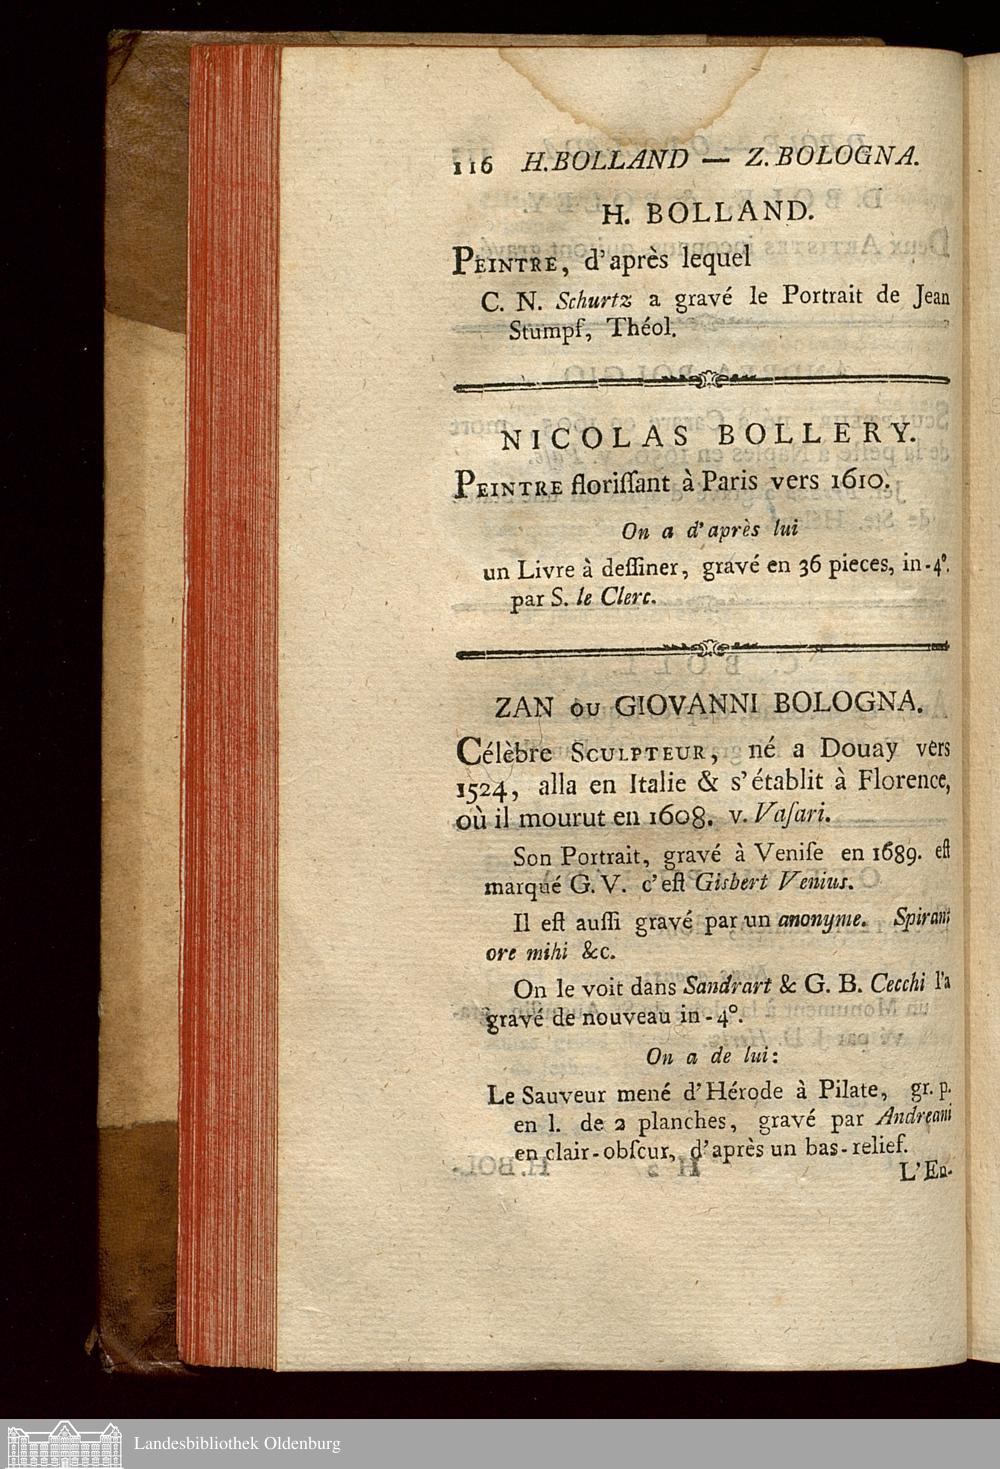 116 H. BOLLAND — Z. BOLOGNA.
H. BOLLAND.
PEINTRE, d'après lequel
C. N. Schurtz a gravé le Portrait de Jean
Stumpf, Théol.
NICOLAS BOLLERY.
PEINTRE floriſſant à Paris vers 1610.
On a d'après lui
un Livre à deſſiner, gravé en 36 pieces, in-4°.
par S. le Clerc.
ZAN ou GIOVANNI BOLOGNA.
Célèbre SCULPTEUR, né a Douay vers
1524, alla en Italie & s'établit à Florence,
où il mourut en 1608. v. Vaſari.
Son Portrait, gravé à Veniſe en 1689. eſt
marqué G. V. c'eſt Gisbert Venius.
Il eſt auſſi gravé par un anonyme. Spirant
ore mihi &c.
On le voit dans Sandrart & G. B. Cecchi l'a
gravé de nouveau in-4°.
On a de lui:
Le Sauveur mené d'Hérode à Pilate, gr. p.
en l. de 2 planches, gravé par Andreani
en clair-obſcur, d'après un bas-relief.
L'En-
Landesbibliothek Oldenburg